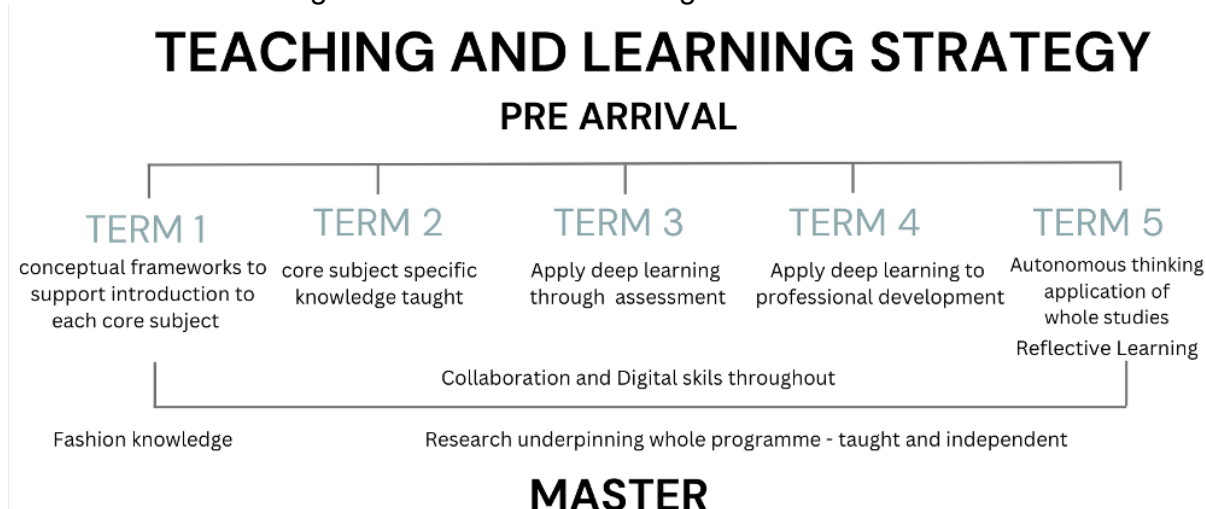 TEACHING AND LEARNING STRATEGY
PRE ARRIVAL
TERM 1
conceptual frameworks to
support introduction to
each core subject
TERM 2
core subject specific
knowledge taught
TERM 3
Apply deep learning
through assessment
TERM 4
Apply deep learning to
professional development
TERM 5
Autonomous thinking
application of
whole studies
Reflective Learning
Collaboration and Digital skils throughout
Fashion knowledge
Research underpinning whole programme - taught and independent
MASTER